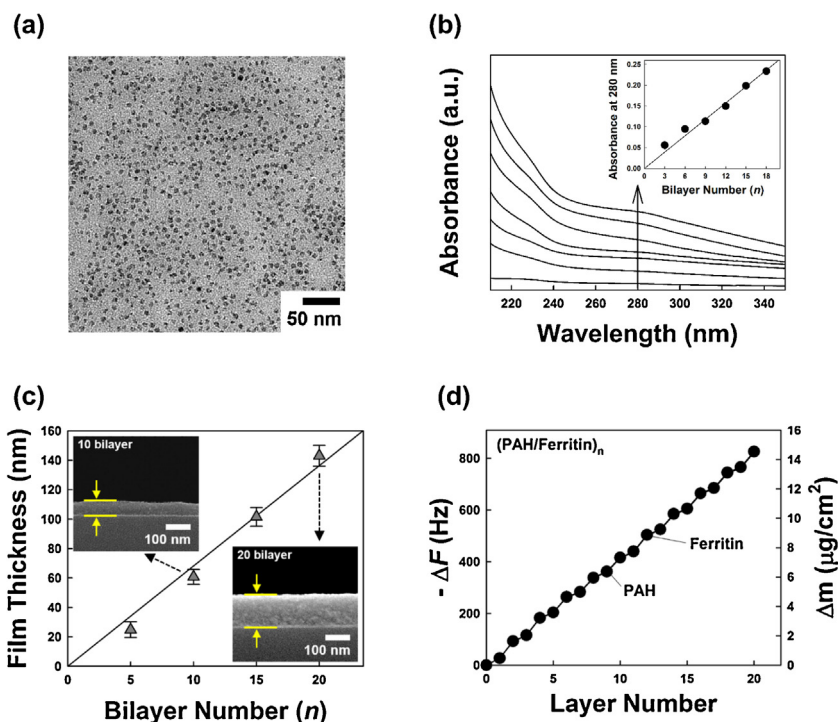 (a)
50 nm
(b)
Absorbance (a.u.)
Wavelength (nm)
220 240 260 280 300 320 340
Absorbance at 280 nm
0.25
0.20
0.15
0.10
0.05
0.00
0 3 6 9 12 15 18
Bilayer Number (n)
(c)
Film Thickness (nm)
160
140
120
100
80
60
40
20
0
0 5 10 15 20
Bilayer Number (n)
10 bilayer
100 nm
20 bilayer
100 nm
(d)
(PAH/Ferritin)n
- ΔF (Hz)
800
600
400
200
0
Ferritin
PAH
16
14
12
10
8
6
4
2
0
Δm (μg/cm²)
0 5 10 15 20
Layer Number